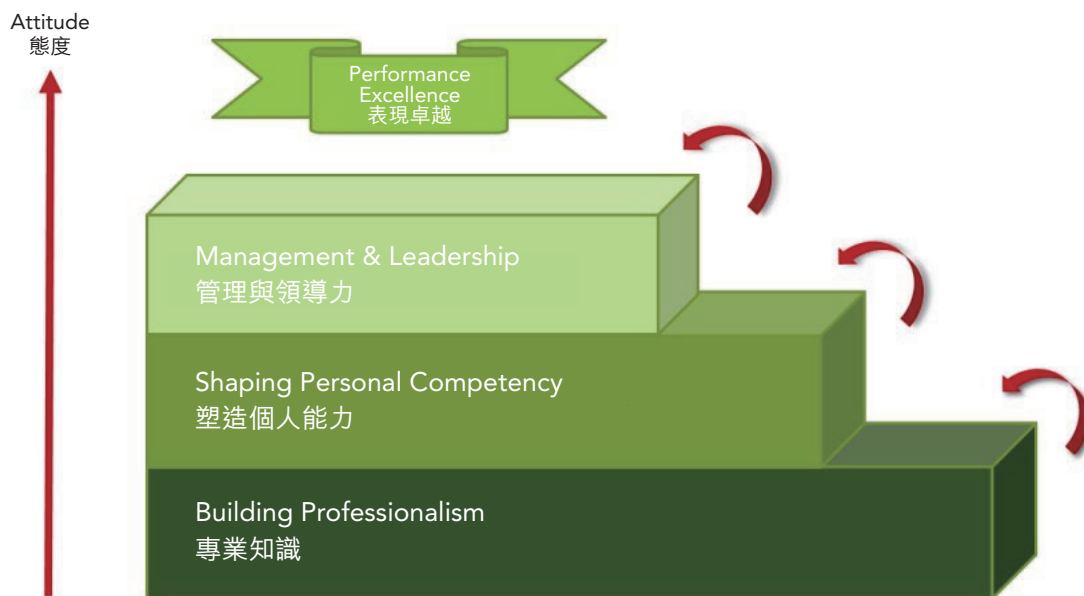 Attitude
態度
Performance
Excellence
表現卓越
Management & Leadership
管理與領導力
Shaping Personal Competency
塑造個人能力
Building Professionalism
專業知識